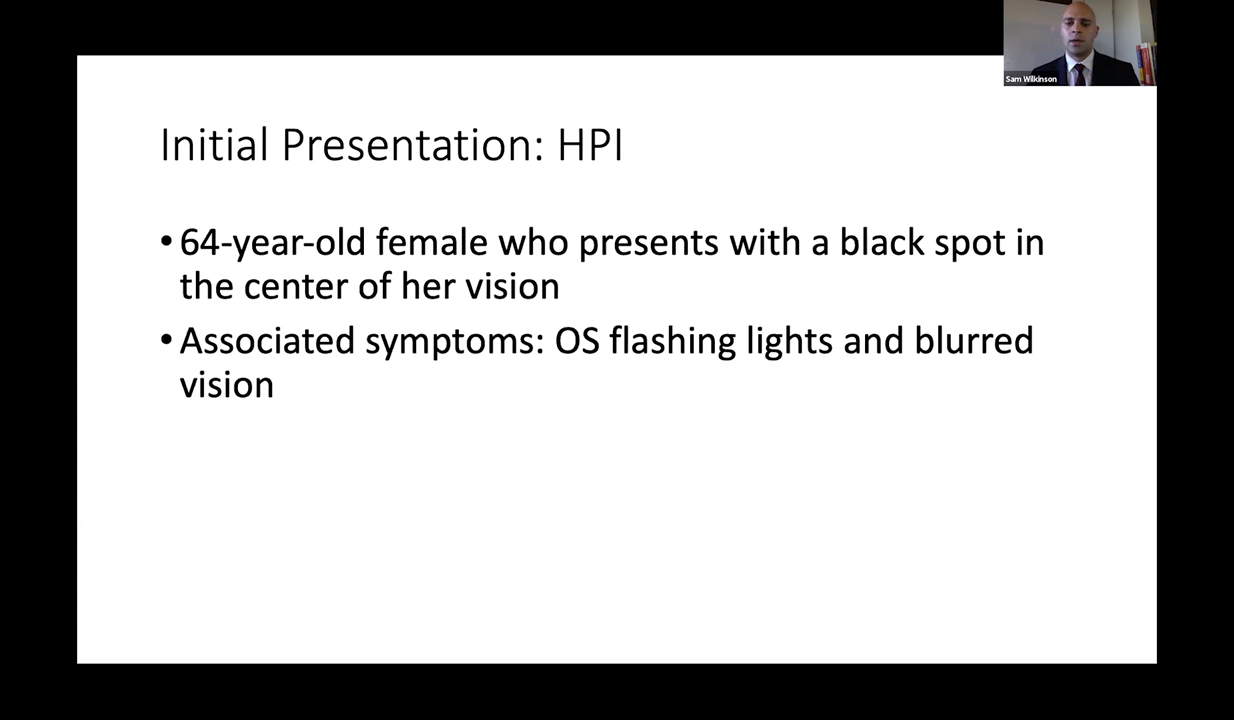 Sam Wilkinson
Initial Presentation: HPI
•64-year-old female who presents with a black spot in
the center of her vision
•Associated symptoms: OS flashing lights and blurred
vision